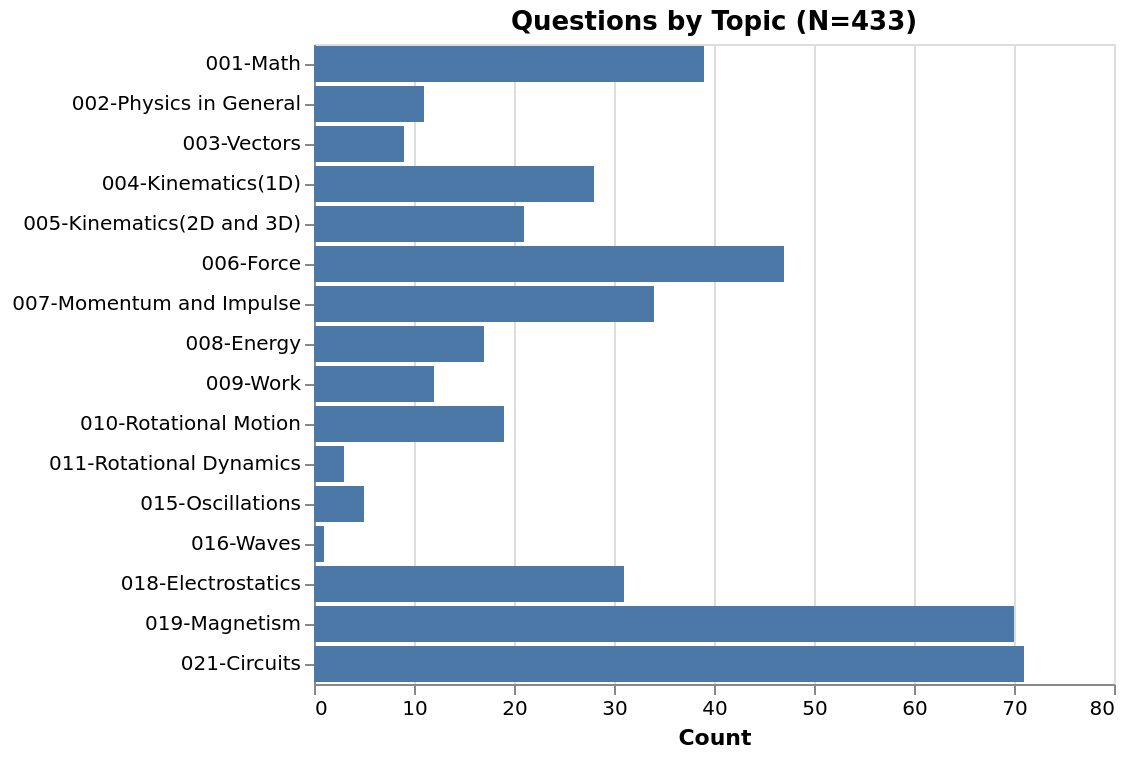 Questions by Topic (N=433)
001-Math
002-Physics in General
003-Vectors
004-Kinematics(1D)
005-Kinematics(2D and 3D)
006-Force
007-Momentum and Impulse
008-Energy
009-Work
010-Rotational Motion
011-Rotational Dynamics
015-Oscillations
016-Waves
018-Electrostatics
019-Magnetism
021-Circuits
0 10 20 30 40 50 60 70 80
Count